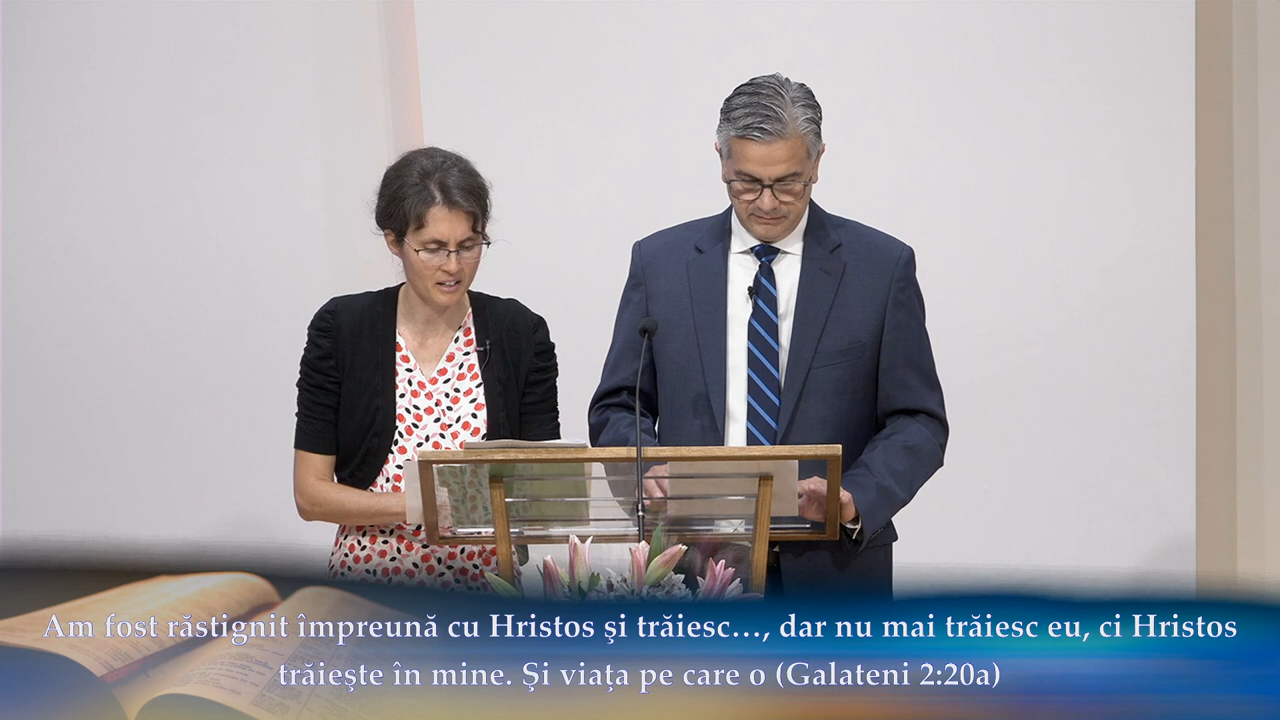 Am fost răstignit împreună cu Hristos şi trăiesc..., dar nu mai trăiesc eu, ci Hristos
trăieşte în mine. Şi viaţa pe care o (Galateni 2:20a)